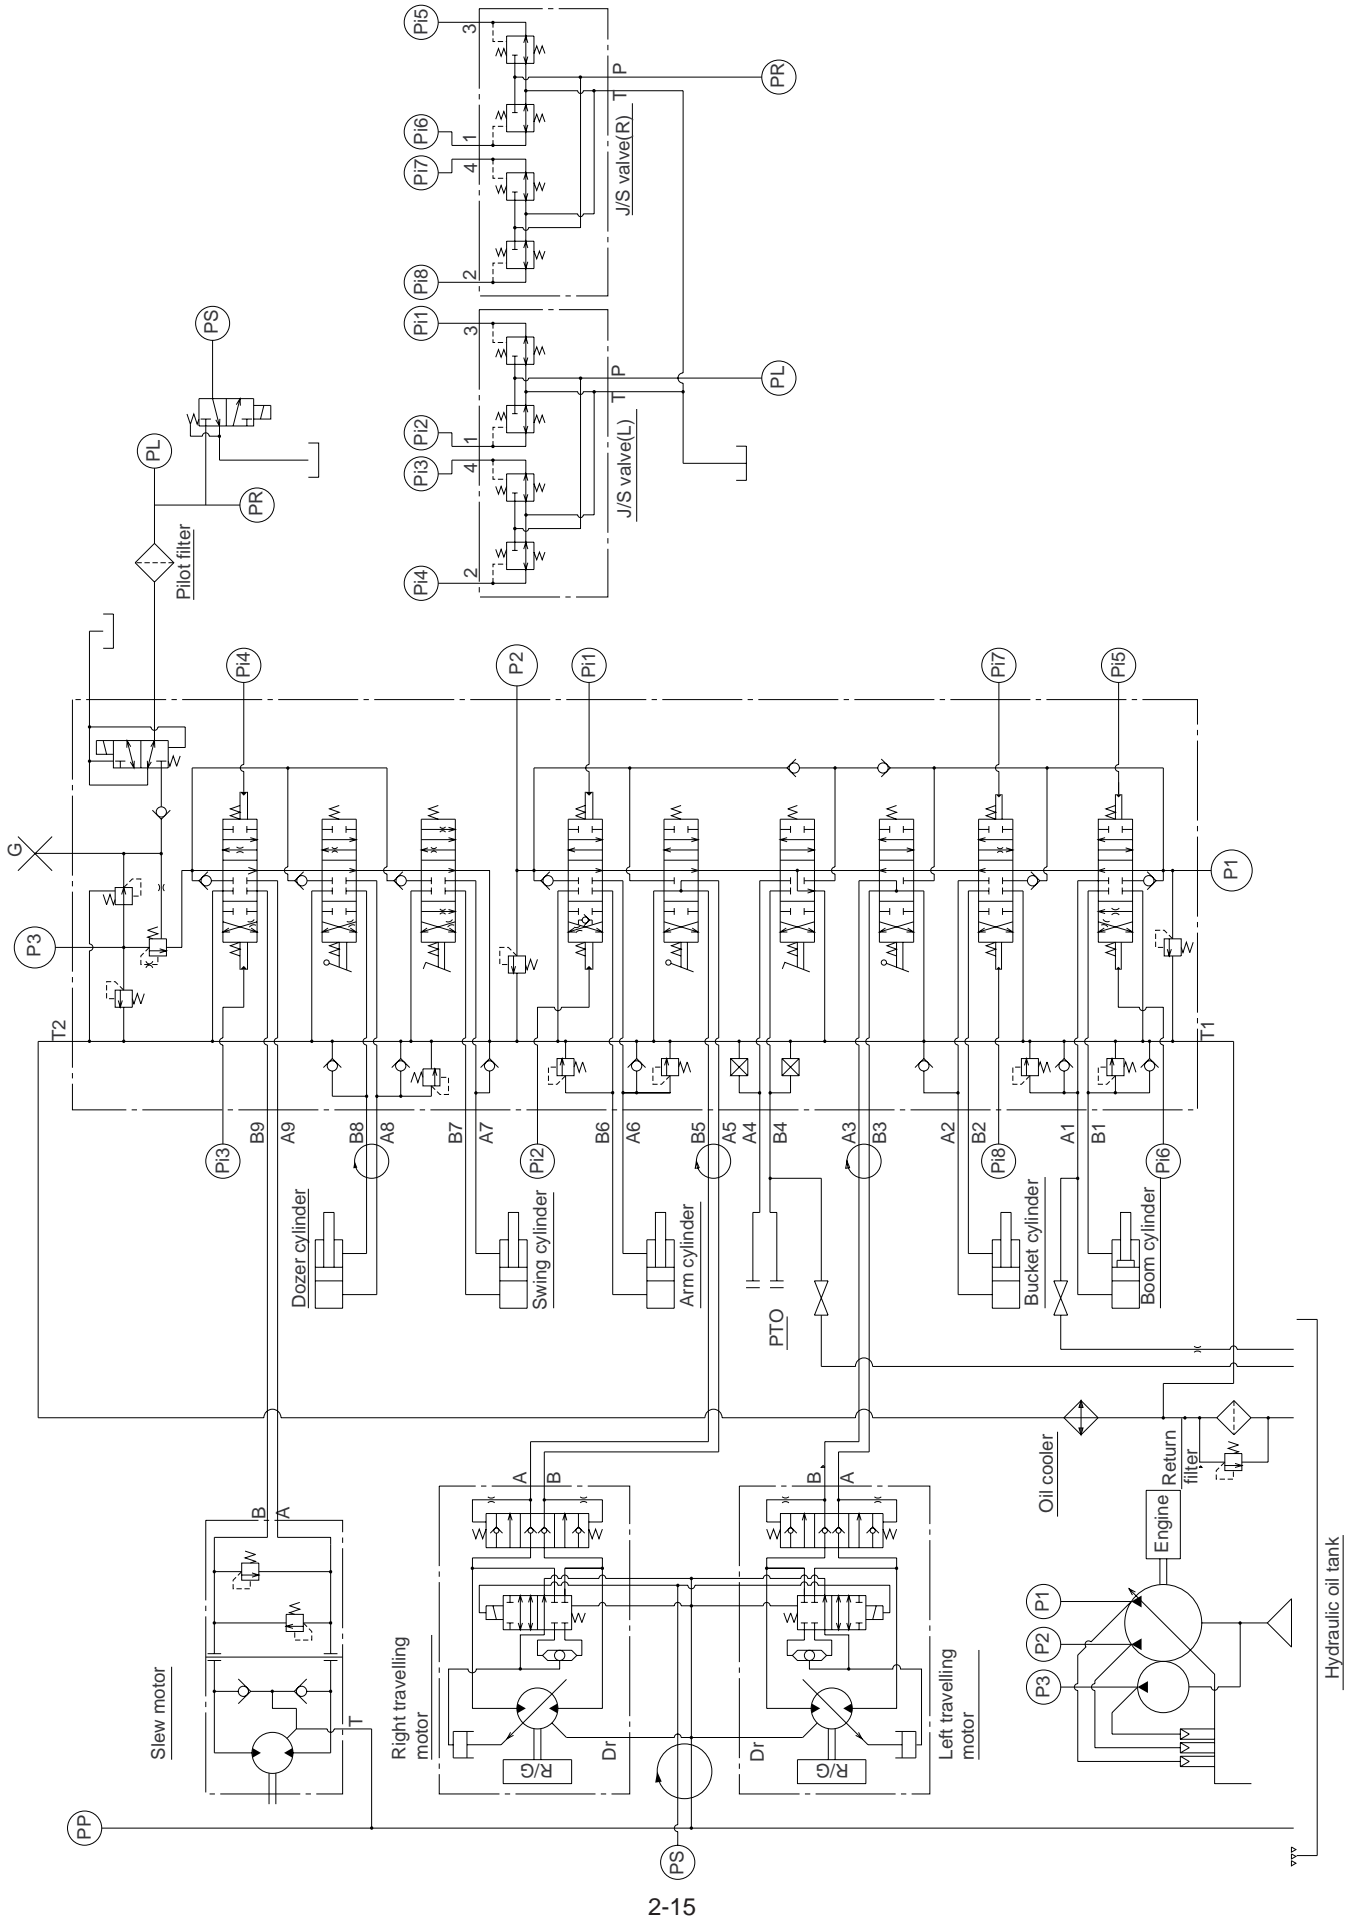 Pi5
3
P
PR
T
J/S valve(R)
Pi6
1
Pi7
4
Pi8
2
PS
Pi1
3
P
PL
T
J/S valve(L)
Pi2
1
Pi3
4
Pi4
2
PL
PR
Pilot filter
G
P3
T2
Pi4
P2
Pi1
Pi7
Pi5
P1
T1
Pi3
B9
A9
B8
A8
B7
A7
Pi2
B6
A6
B5
A5
A4
B4
A3
B3
A2
B2
Pi8
A1
B1
Pi6
Dozer cylinder
Swing cylinder
Arm cylinder
PTO
Bucket cylinder
Boom cylinder
Oil cooler
Return
filter
Engine
Hydraulic oil tank
B
A
T
Slew motor
A
B
Right travelling
motor
Dr
R/G
B
A
Left travelling
motor
Dr
R/G
P1
P2
P3
PP
PS
2-15